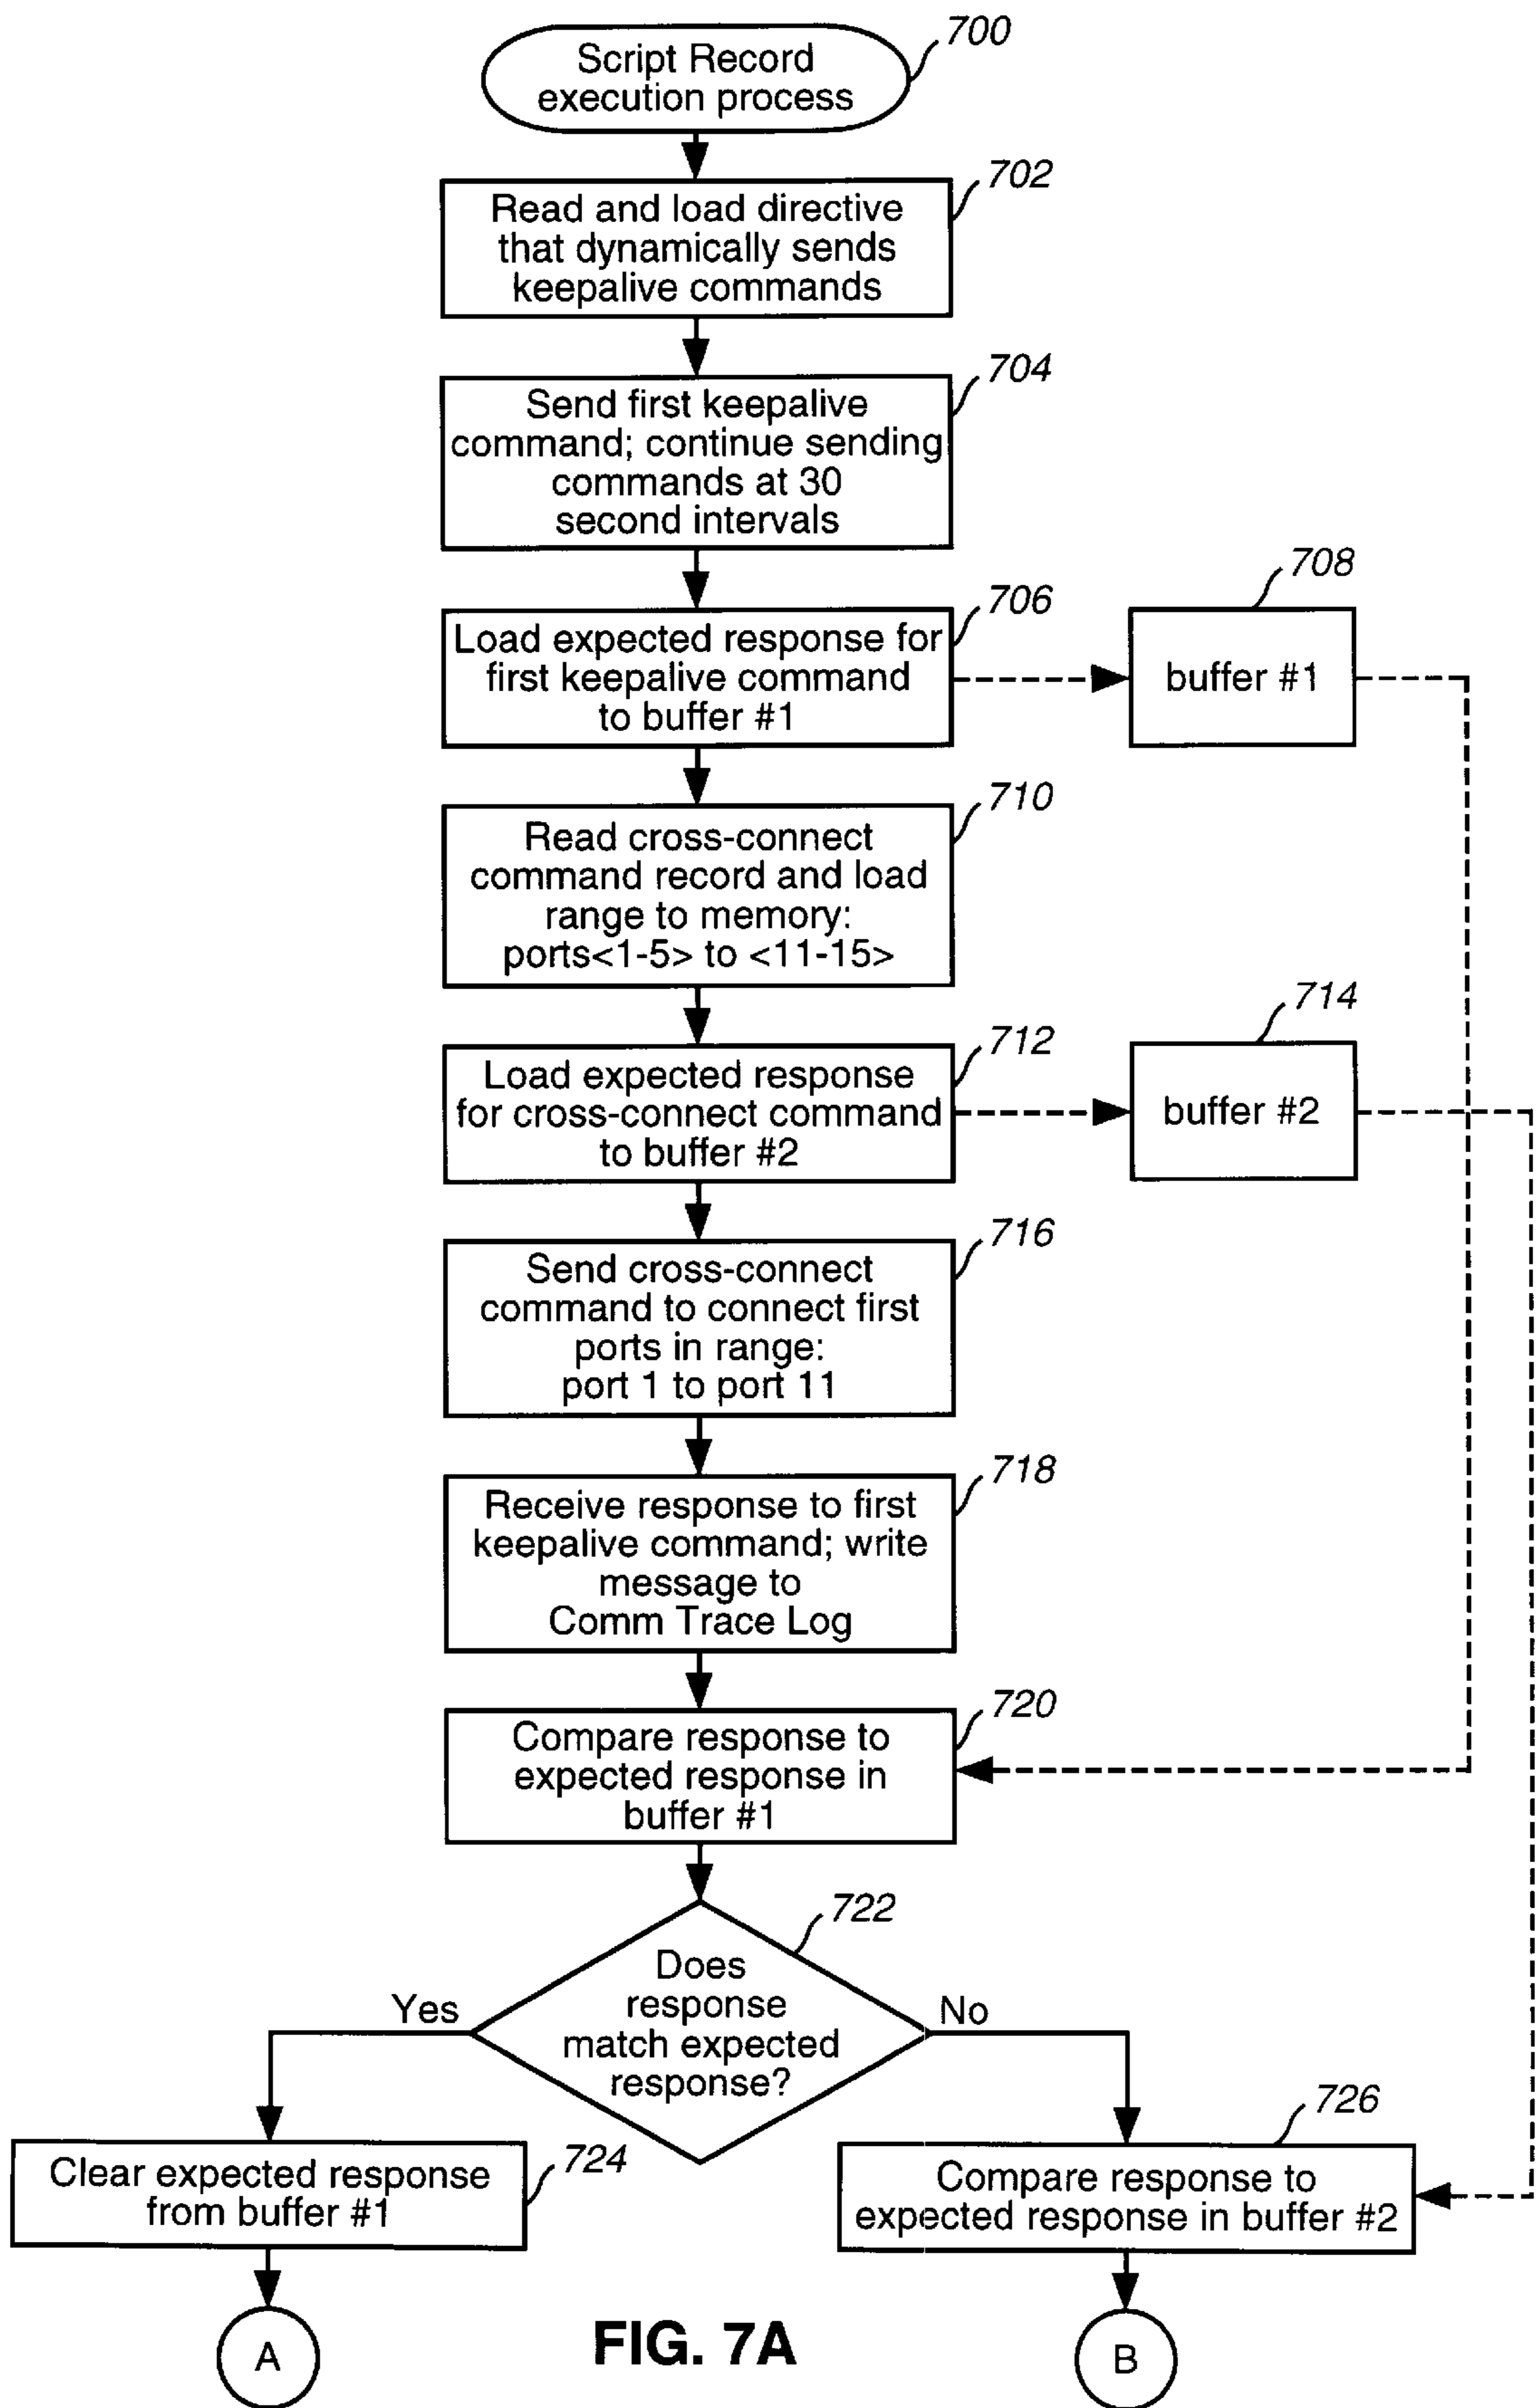 700
Script Record
execution process
702
Read and load directive
that dynamically sends
keepalive commands
704
Send first keepalive
command; continue sending
commands at 30
second intervals
706
Load expected response for
first keepalive command
to buffer #1
708
buffer #1
710
Read cross-connect
command record and load
range to memory:
ports<1-5> to <11-15>
712
Load expected response
for cross-connect command
to buffer #2
714
buffer #2
716
Send cross-connect
command to connect first
ports in range:
port 1 to port 11
718
Receive response to first
keepalive command; write
message to
Comm Trace Log
720
Compare response to
expected response in
buffer #1
722
Does
response
match expected
response?
Yes
No
724
Clear expected response
from buffer #1
726
Compare response to
expected response in buffer #2
A
B
FIG. 7A